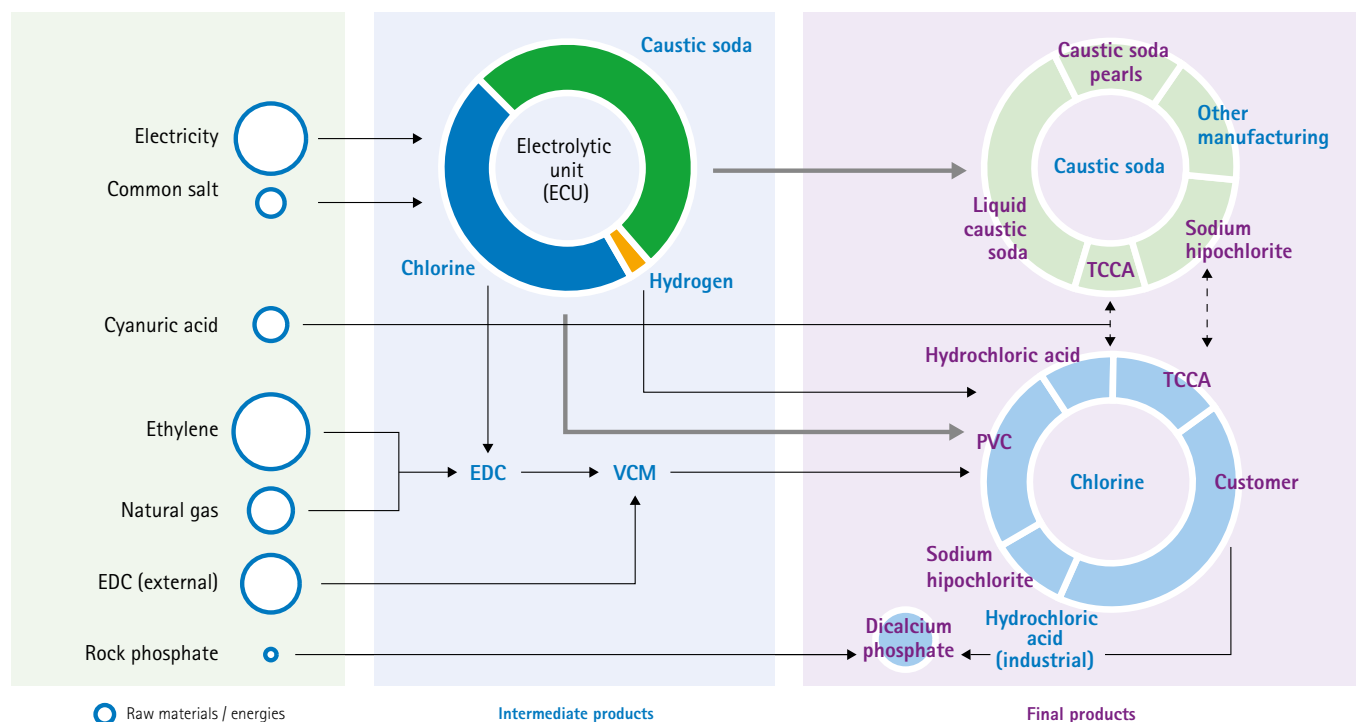 Electricity
Common salt
Cyanuric acid
Ethylene
Natural gas
EDC (external)
Rock phosphate
Caustic soda
Electrolytic
unit
(ECU)
Chlorine
Hydrogen
EDC
VCM
Caustic soda
pearls
Other
manufacturing
Caustic soda
Liquid
caustic
soda
Sodium
hipochlorite
TCCA
Hydrochloric acid
TCCA
PVC
Chlorine
Customer
Sodium
hipochlorite
Dicalcium
phosphate
Hydrochloric
acid
(industrial)
Raw materials / energies
Intermediate products
Final products